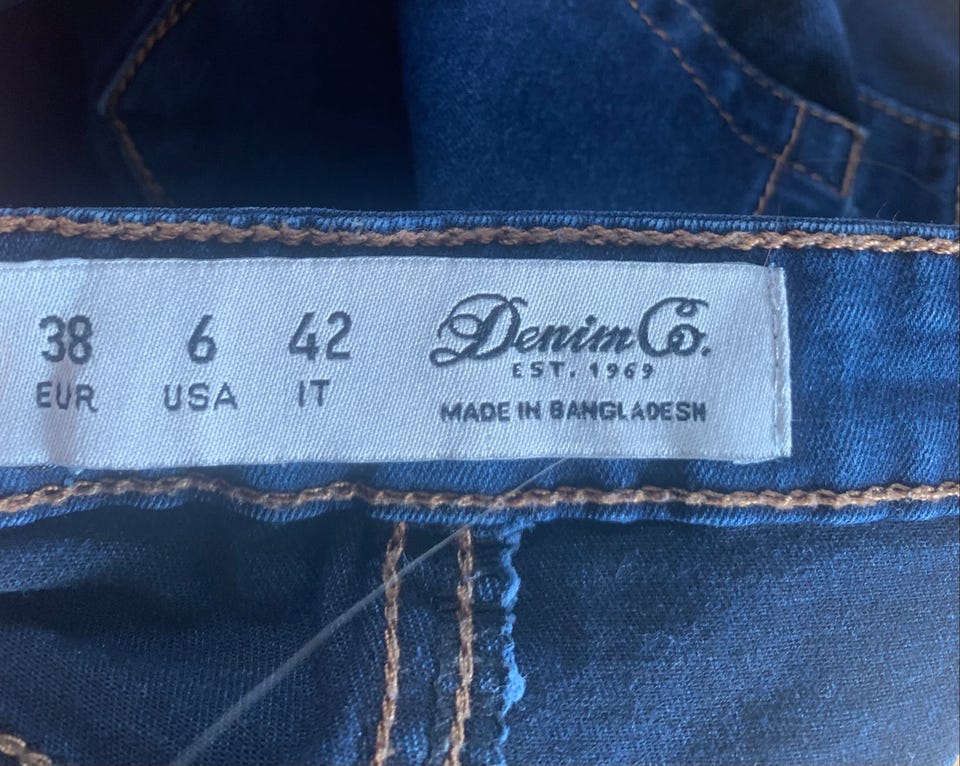 38 6 42
EUR USA IT
Denim Co.
EST. 1969
MADE IN BANGLADESH